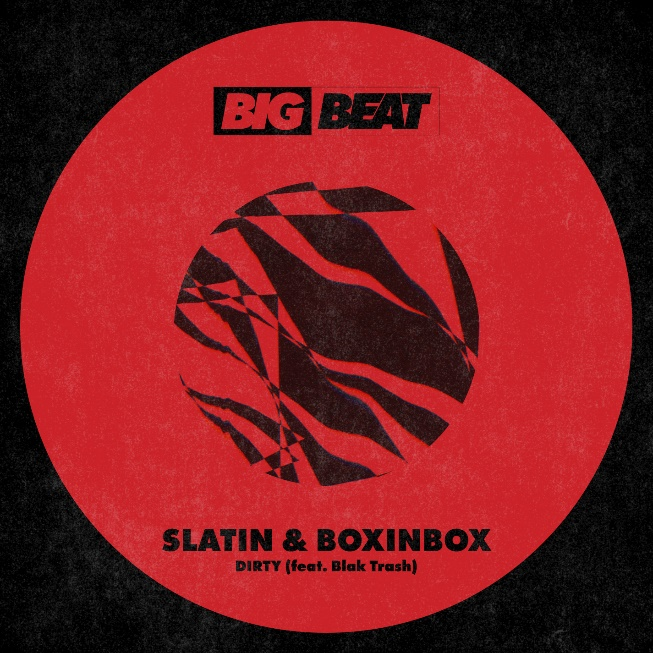 BIG BEAT
SLATIN & BOXINBOX
DIRTY (feat. Blak Trash)